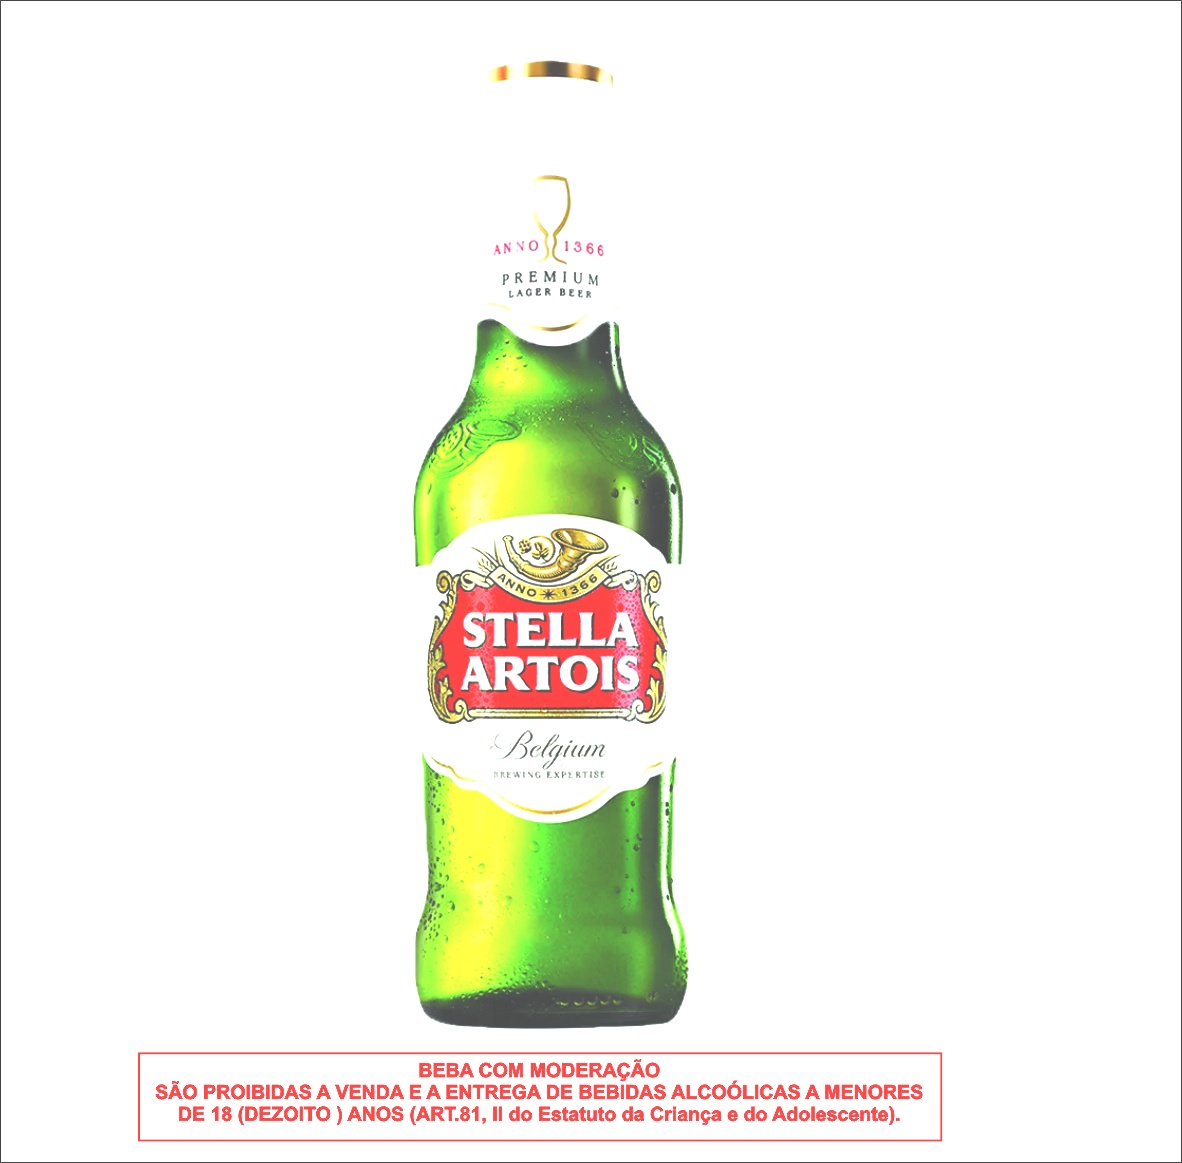 ANNO 1366
PREMIUM
LAGER BEER
ANNO 1366
STELLA
ARTOIS
Belgium
BREWING EXPERTISE
BEBA COM MODERAÇÃO
SÃO PROIBIDAS A VENDA E A ENTREGA DE BEBIDAS ALCOÓLICAS A MENORES
DE 18 (DEZOITO ) ANOS (ART.81, II do Estatuto da Criança e do Adolescente).